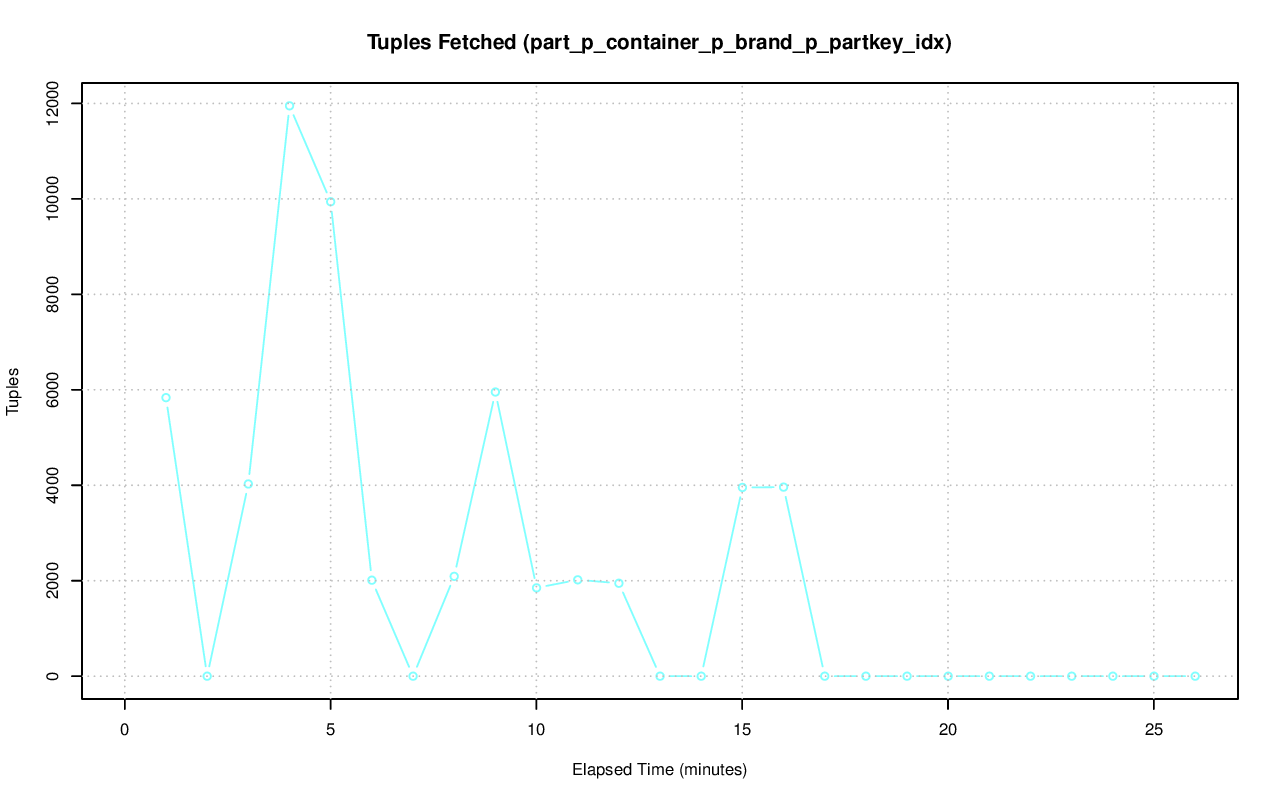 Tuples Fetched (part_p_container_p_brand_p_partkey_idx)
Tuples
12000
10000
8000
6000
4000
2000
0
0 5 10 15 20 25
Elapsed Time (minutes)